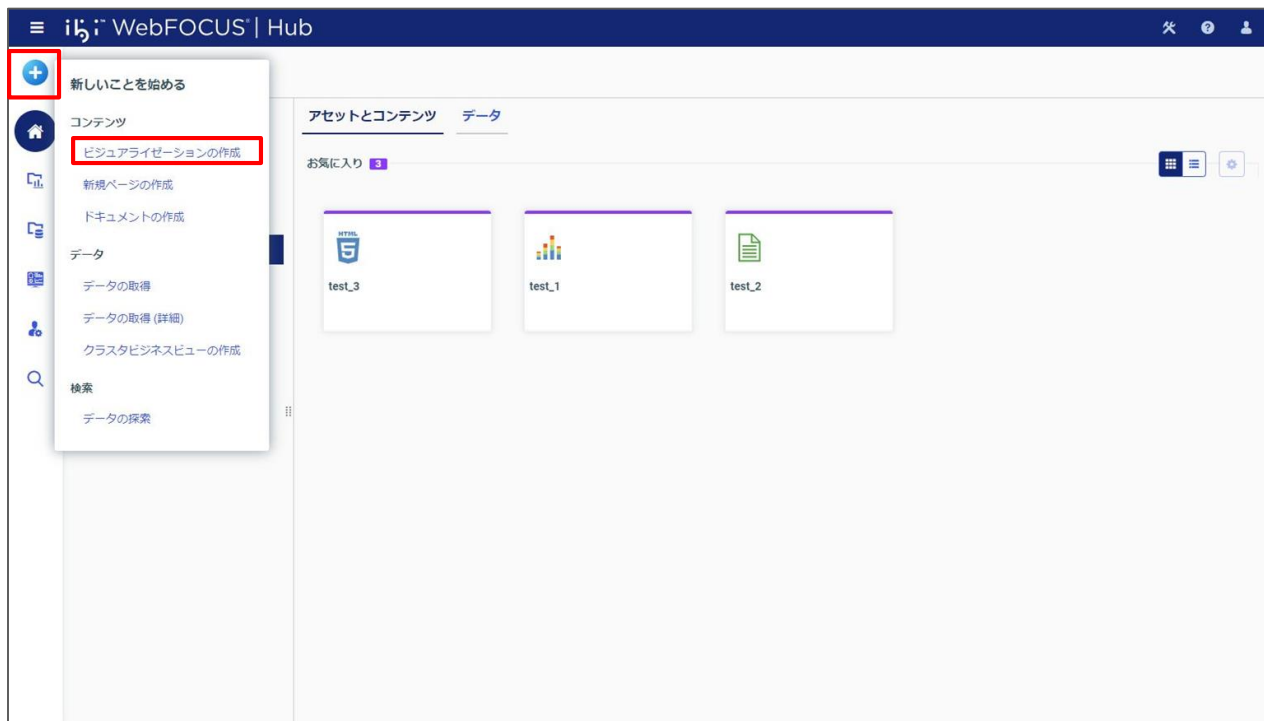 ibi™ WebFOCUS® | Hub
新しいことを始める
コンテンツ
ビジュアライゼーションの作成
新規ページの作成
ドキュメントの作成
データ
データの取得
データの取得 (詳細)
クラスタビジネスビューの作成
検索
データの探索
アセットとコンテンツ データ
お気に入り 3
HTML
5
test_3
test_1
test_2